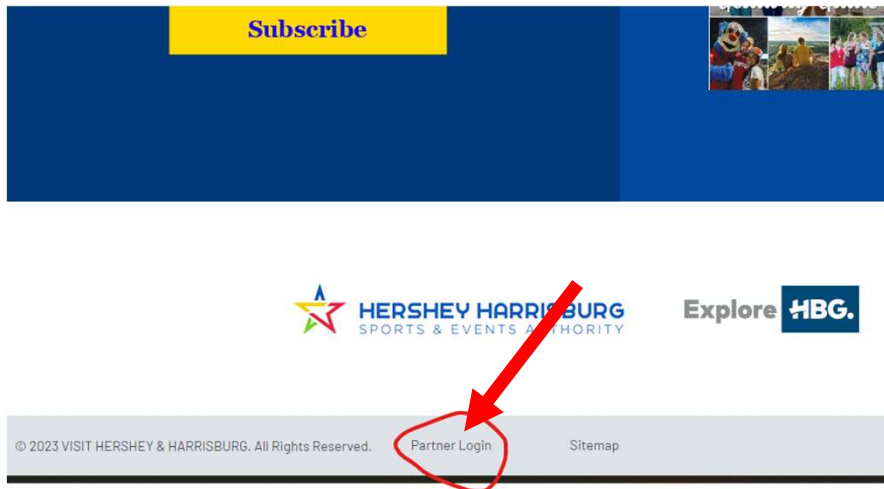 Subscribe
HERSHEY HARRISBURG
SPORTS & EVENTS AUTHORITY
Explore HBG.
© 2023 VISIT HERSHEY & HARRISBURG. All Rights Reserved. Partner Login Sitemap